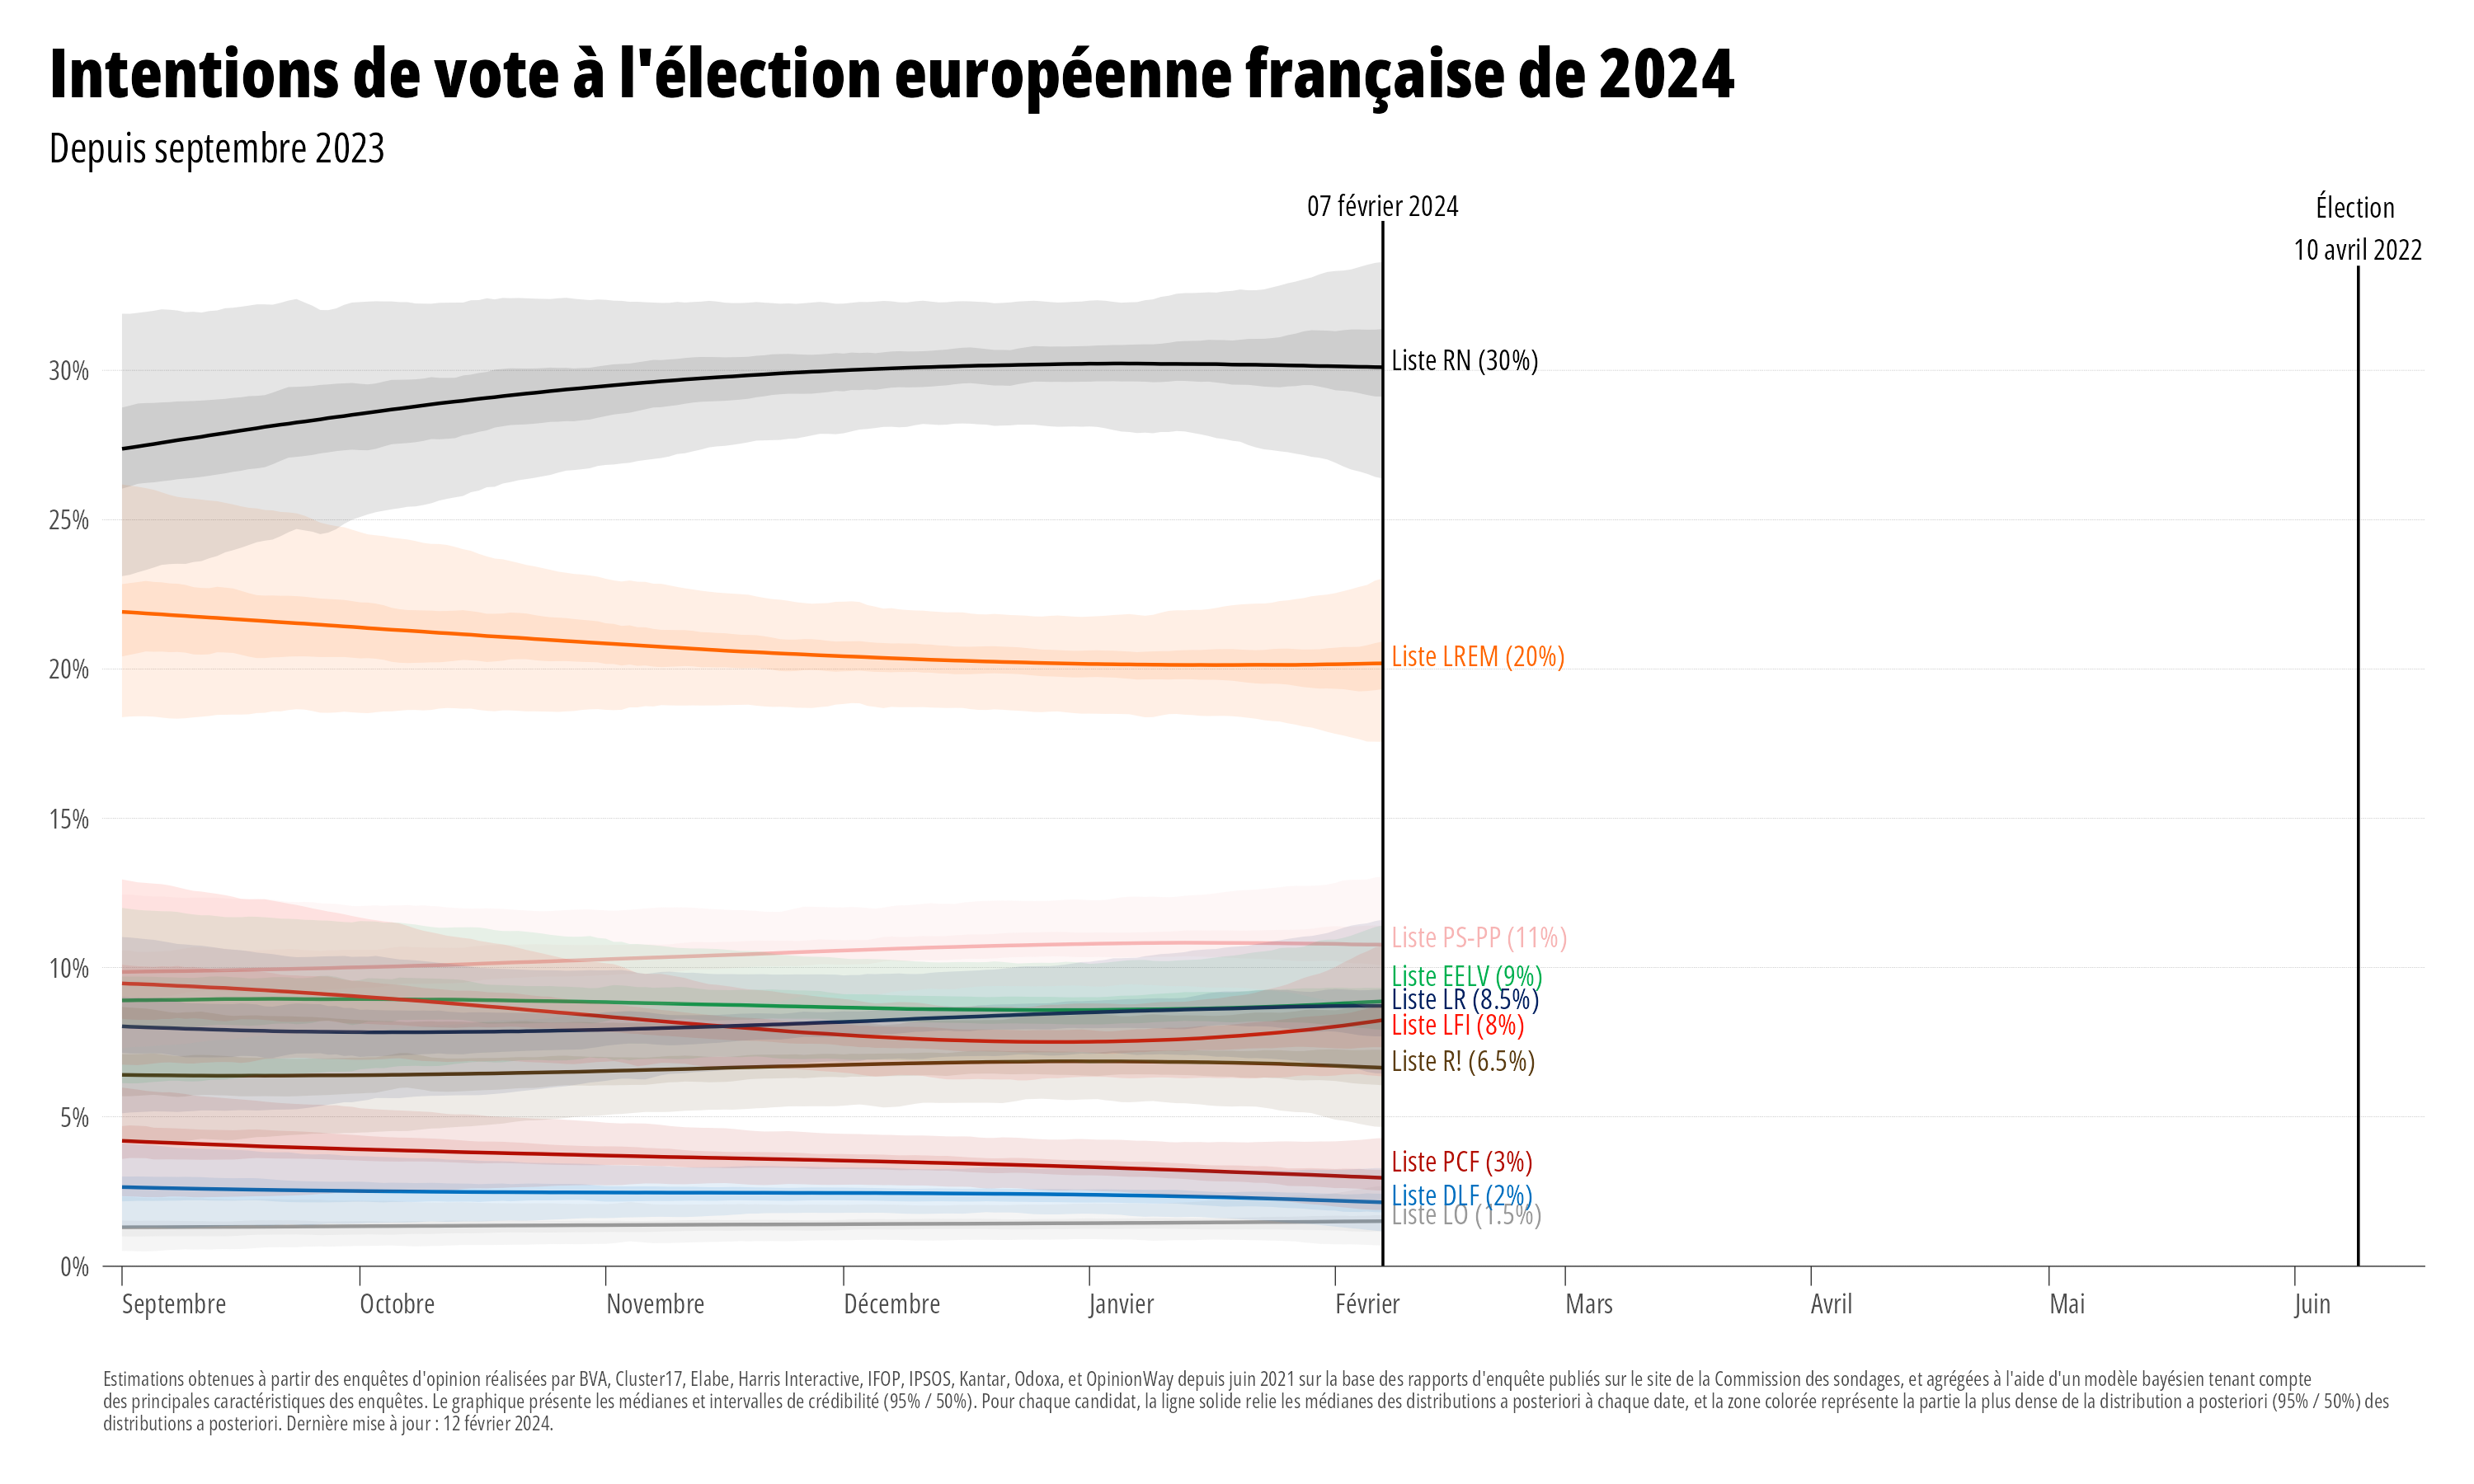 Intentions de vote à l'élection européenne française de 2024
Depuis septembre 2023
07 février 2024
Élection
10 avril 2022
30%
25%
20%
15%
10%
5%
0%
Liste RN (30%)
Liste LREM (20%)
Liste PS-PP (11%)
Liste EELV (9%)
Liste LR (8.5%)
Liste LFI (8%)
Liste R! (6.5%)
Liste PCF (3%)
Liste DLF (2%)
Liste LO (1.5%)
Septembre
Octobre
Novembre
Décembre
Janvier
Février
Mars
Avril
Mai
Juin
Estimations obtenues à partir des enquêtes d'opinion réalisées par BVA, Cluster17, Elabe, Harris Interactive, IFOP, IPSOS, Kantar, Odoxa, et OpinionWay depuis juin 2021 sur la base des rapports d'enquête publiés sur le site de la Commission des sondages, et agrégées à l'aide d'un modèle bayésien tenant compte
des principales caractéristiques des enquêtes. Le graphique présente les médianes et intervalles de crédibilité (95% / 50%). Pour chaque candidat, la ligne solide relie les médianes des distributions a posteriori à chaque date, et la zone colorée représente la partie la plus dense de la distribution a posteriori (95% / 50%) des
distributions a posteriori. Dernière mise à jour : 12 février 2024.